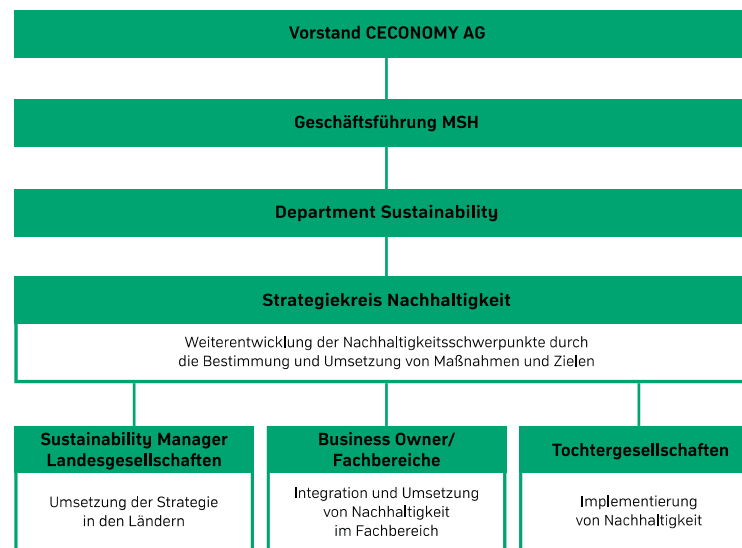 Vorstand CECONOMY AG
Geschäftsführung MSH
Department Sustainability
Strategiekreis Nachhaltigkeit
Weiterentwicklung der Nachhaltigkeitsschwerpunkte durch
die Bestimmung und Umsetzung von Maßnahmen und Zielen
Sustainability Manager
Landesgesellschaften
Umsetzung der Strategie
in den Ländern
Business Owner/
Fachbereiche
Integration und Umsetzung
von Nachhaltigkeit
im Fachbereich
Tochtergesellschaften
Implementierung
von Nachhaltigkeit